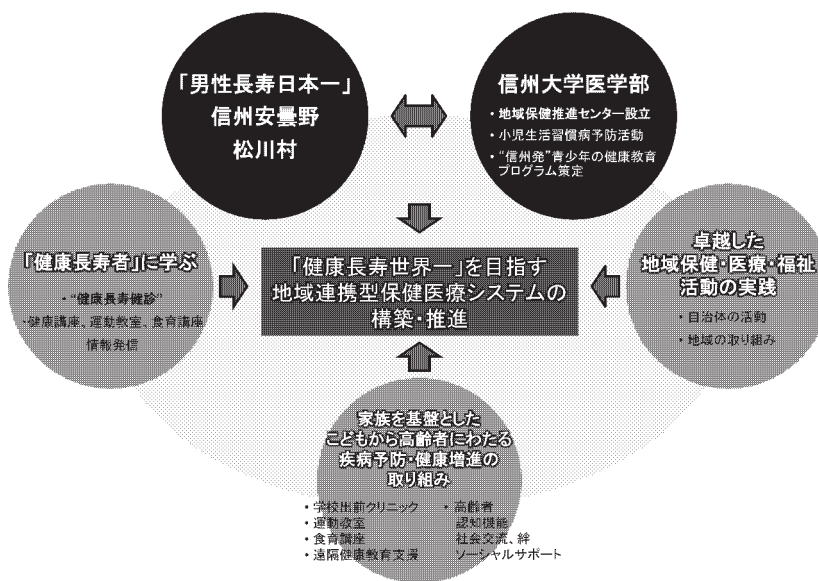 「男性長寿日本一」
信州安曇野
松川村
信州大学医学部
・地域保健推進センター設立
・小児生活習慣病予防活動
・“信州発”青少年の健康教育
プログラム策定
「健康長寿者」に学ぶ
・“健康長寿健診”
・健康講座、運動教室、食育講座
情報発信
「健康長寿世界一」を目指す
地域連携型保健医療システムの
構築・推進
卓越した
地域保健・医療・福祉
活動の実践
・自治体の活動
・地域の取り組み
家族を基盤とした
こどもから高齢者にわたる
疾病予防・健康増進の
取り組み
・学校出前クリニック
・運動教室
・食育講座
・遠隔健康教育支援
・高齢者
認知機能
社会交流、絆
ソーシャルサポート